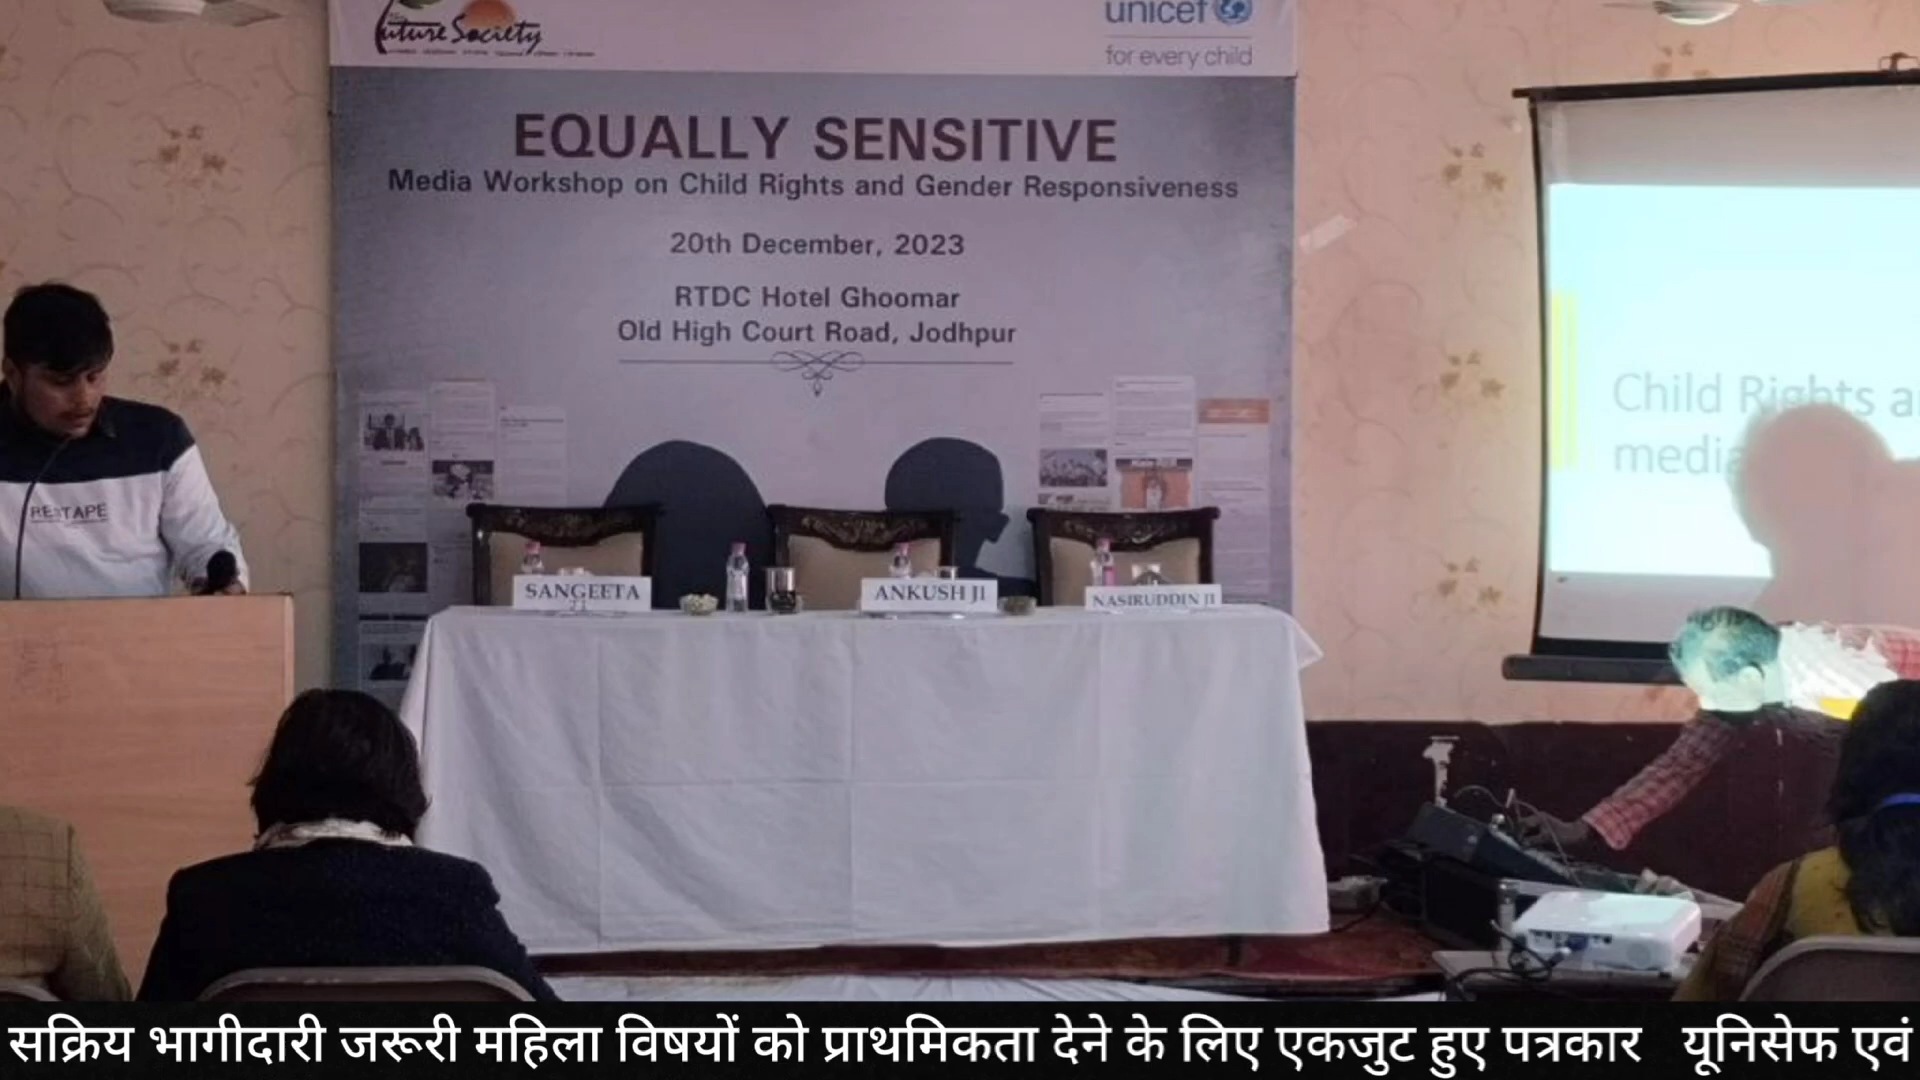 Future Society
unicef
for every child
EQUALLY SENSITIVE
Media Workshop on Child Rights and Gender Responsiveness
20th December, 2023
RTDC Hotel Ghoomar
Old High Court Road, Jodhpur
Child Rights
media
SANGEETA
JI
ANKUSH JI
NASIRUDDIN JI
सक्रिय भागीदारी जरूरी महिला विषयों को प्राथमिकता देने के लिए एकजुट हुए पत्रकार यूनिसेफ एवं